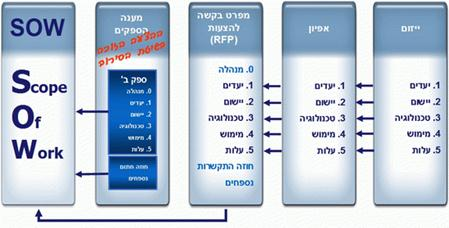 ייזום
1. יעדים
2. יישום
3. טכנולוגיה
4. מימוש
5. עלות
אפיון
1. יעדים
2. יישום
3. טכנולוגיה
4. מימוש
5. עלות
מפרט בקשה
להצעות
(RFP)
0. מנהלה
1. יעדים
2. יישום
3. טכנולוגיה
4. מימוש
5. עלות
חוזה התקשרות
נספחים
מענה
הספקים
ספק ב'
0. מנהלה
1. יעדים
2. יישום
3. טכנולוגיה
4. מימוש
5. עלות
חוזה חתום
נספחים
SOW
Scope
Of
Work